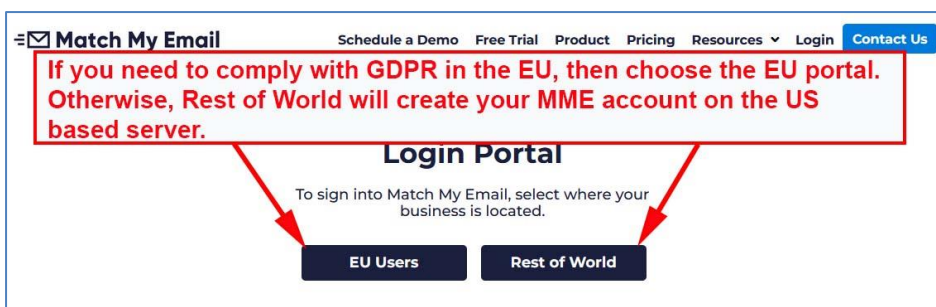 Match My Email Schedule a Demo Free Trial Product Pricing Resources Login Contact Us
If you need to comply with GDPR in the EU, then choose the EU portal.
Otherwise, Rest of World will create your MME account on the US
based server.
Login Portal
To sign into Match My Email, select where your
business is located.
EU Users Rest of World